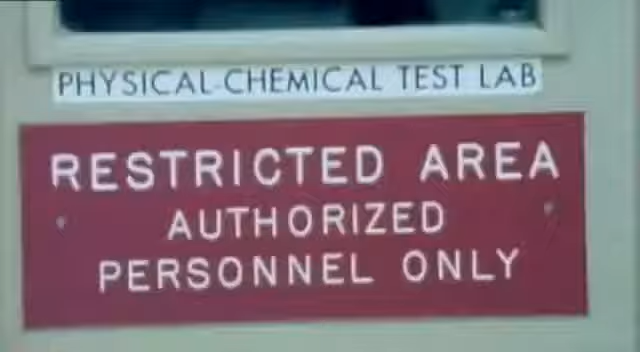 PHYSICAL-CHEMICAL TEST LAB
RESTRICTED AREA
AUTHORIZED
PERSONNEL ONLY